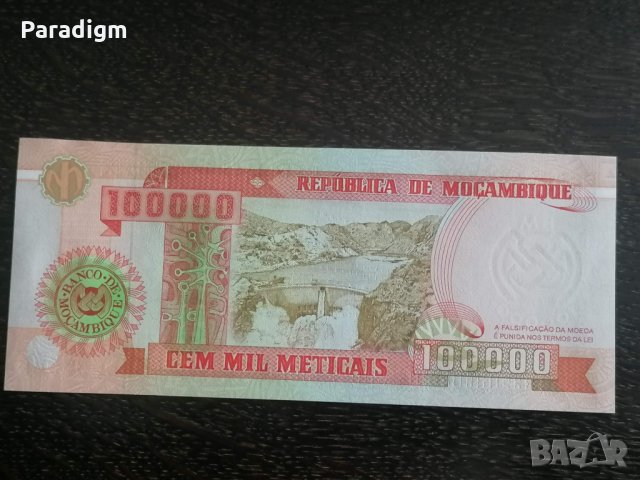 Paradigm
REPÚBLICA DE MOÇAMBIQUE
100000
BANCO DE MOÇAMBIQUE
A FALSIFICAÇÃO DA MOEDA
É PUNIDA NOS TERMOS DA LEI
CEM MIL METICAIS
100000
BAZAR